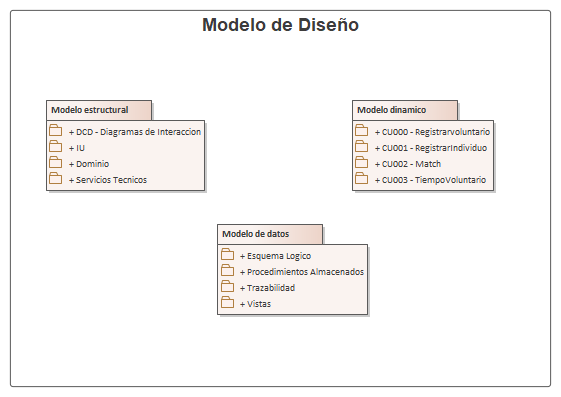 Modelo de Diseño
Modelo estructural
+ DCD - Diagramas de Interaccion
+ IU
+ Dominio
+ Servicios Tecnicos
Modelo dinamico
+ CU000 - Registrarvoluntario
+ CU001 - RegistrarIndividuo
+ CU002 - Match
+ CU003 - TiempoVoluntario
Modelo de datos
+ Esquema Logico
+ Procedimientos Almacenados
+ Trazabilidad
+ Vistas